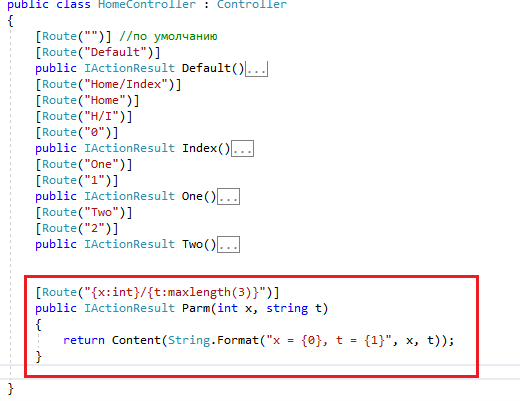 public class HomeController : Controller
{
[Route("")] //по умолчанию
[Route("Default")]
public IActionResult Default()...
[Route("Home/Index")]
[Route("Home")]
[Route("H/I")]
[Route("0")]
public IActionResult Index()...
[Route("One")]
[Route("1")]
public IActionResult One()...
[Route("Two")]
[Route("2")]
public IActionResult Two()...
[Route("{x:int}/{t:maxlength(3)}")]
public IActionResult Parm(int x, string t)
{
return Content(String.Format("x = {0}, t = {1}", x, t));
}
}